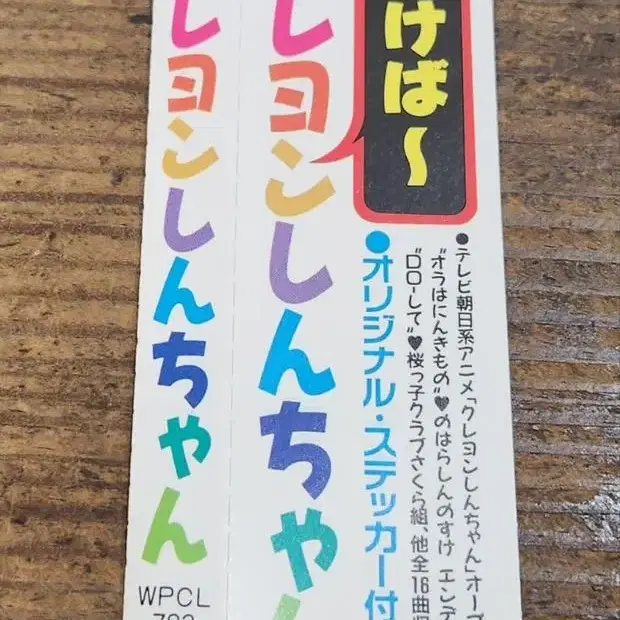 けば〜
●テレビ朝日系アニメ「クレヨンしんちゃん」オープ
"オラはにんきもの"♥のはらしんのすけ エンデ
"DO-して"♥桜っ子クラブさくら組、他全16曲収
●オリジナル・ステッカー付
レヨンしんちゃん
レヨンしんちゃん
WPCL